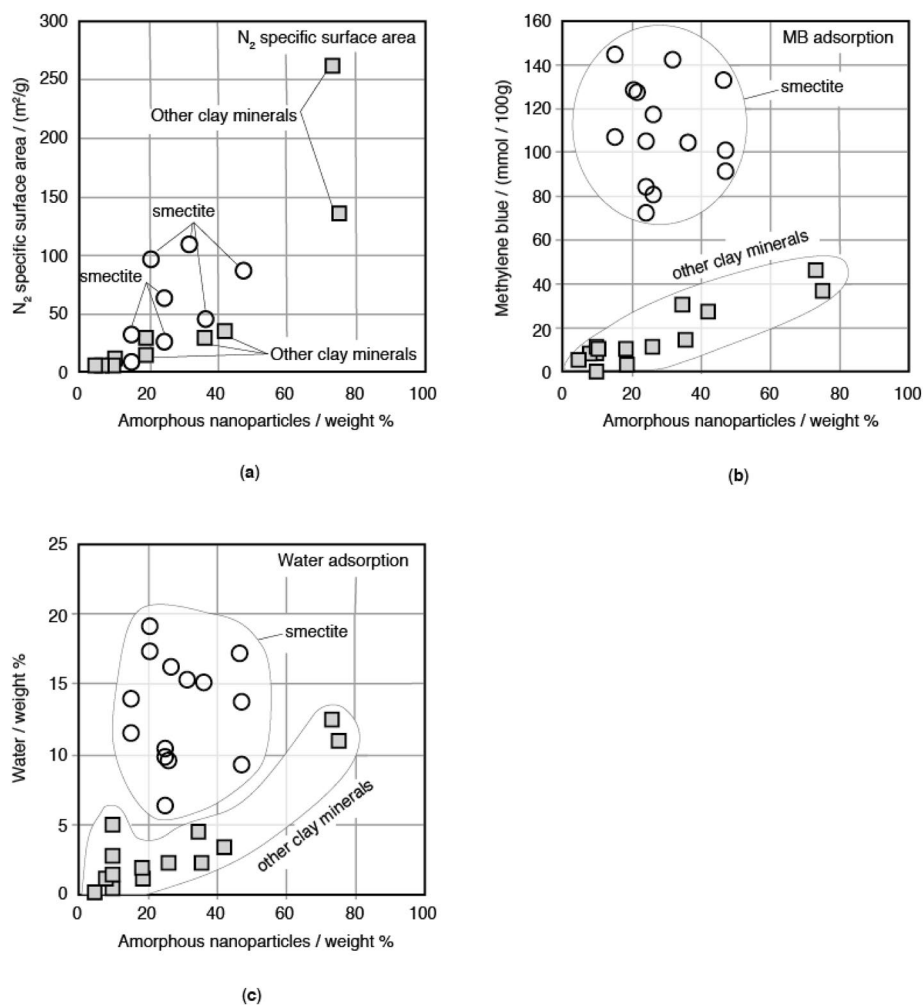 N₂ specific surface area
300
250
200
150
100
50
0
N₂ specific surface area / (m²/g)
Other clay minerals
smectite
smectite
Other clay minerals
0 20 40 60 80 100
Amorphous nanoparticles / weight %
(a)
MB adsorption
160
140
120
100
80
60
40
20
0
Methylene blue / (mmol / 100g)
smectite
other clay minerals
0 20 40 60 80 100
Amorphous nanoparticles / weight %
(b)
Water adsorption
25
20
15
10
5
0
Water / weight %
smectite
other clay minerals
0 20 40 60 80 100
Amorphous nanoparticles / weight %
(c)